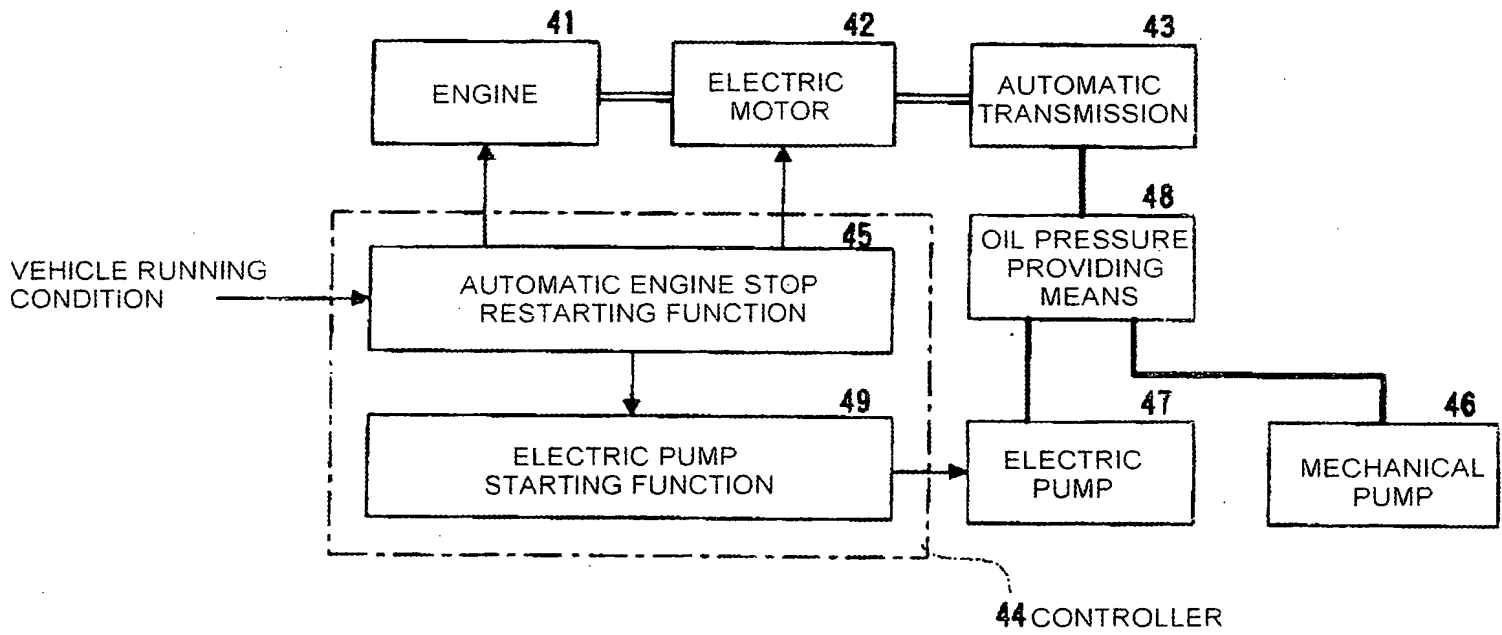 41
ENGINE
42
ELECTRIC
MOTOR
43
AUTOMATIC
TRANSMISSION
48
OIL PRESSURE
PROVIDING
MEANS
VEHICLE RUNNING
CONDITION
45
AUTOMATIC ENGINE STOP
RESTARTING FUNCTION
49
ELECTRIC PUMP
STARTING FUNCTION
47
ELECTRIC
PUMP
46
MECHANICAL
PUMP
44 CONTROLLER